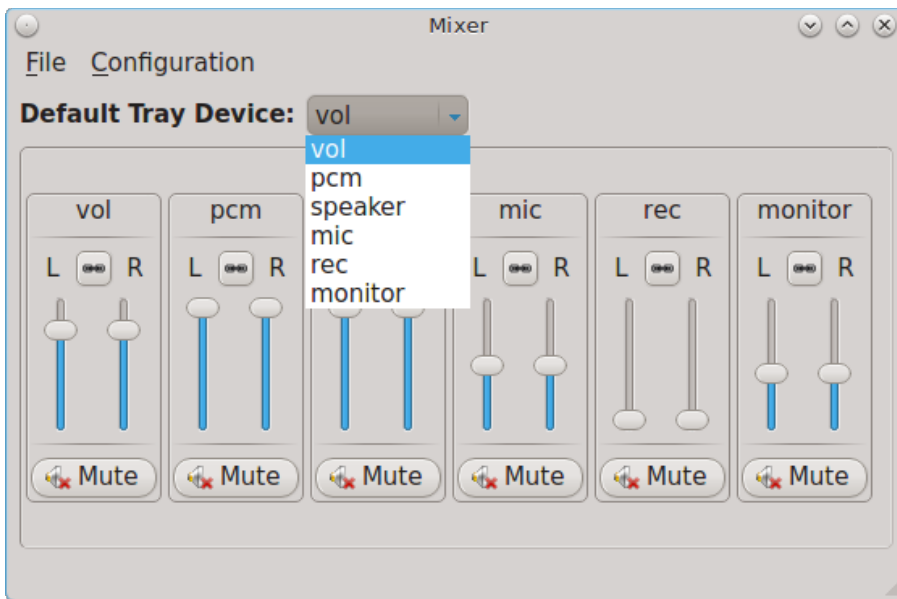 Mixer
File Configuration
Default Tray Device: vol
vol
pcm
speaker
mic
rec
monitor
vol pcm mic rec monitor
L R L R L R L R L R
Mute Mute Mute Mute Mute Mute